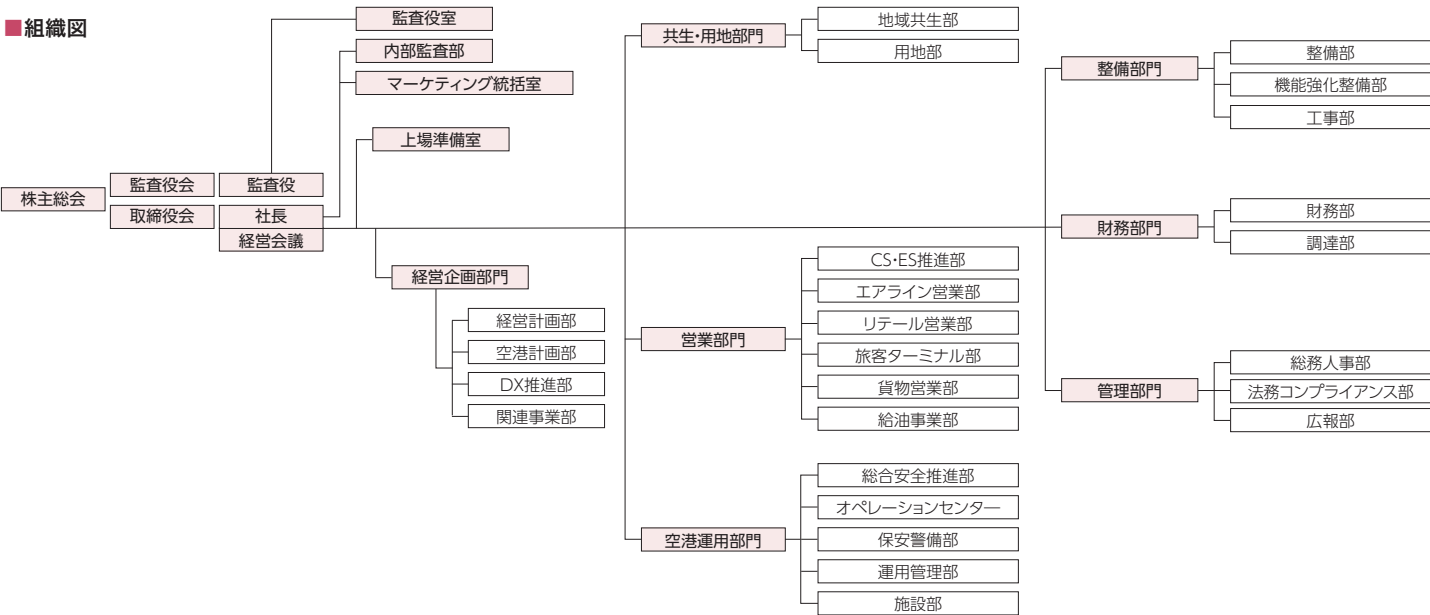 ■組織図
監査役室
内部監査部
マーケティング統括室
上場準備室
株主総会
監査役会
監査役
取締役会
社長
経営会議
経営企画部門
経営計画部
空港計画部
DX推進部
関連事業部
共生・用地部門
地域共生部
用地部
営業部門
CS・ES推進部
エアライン営業部
リテール営業部
旅客ターミナル部
貨物営業部
給油事業部
空港運用部門
総合安全推進部
オペレーションセンター
保安警備部
運用管理部
施設部
整備部門
整備部
機能強化整備部
工事部
財務部門
財務部
調達部
管理部門
総務人事部
法務コンプライアンス部
広報部